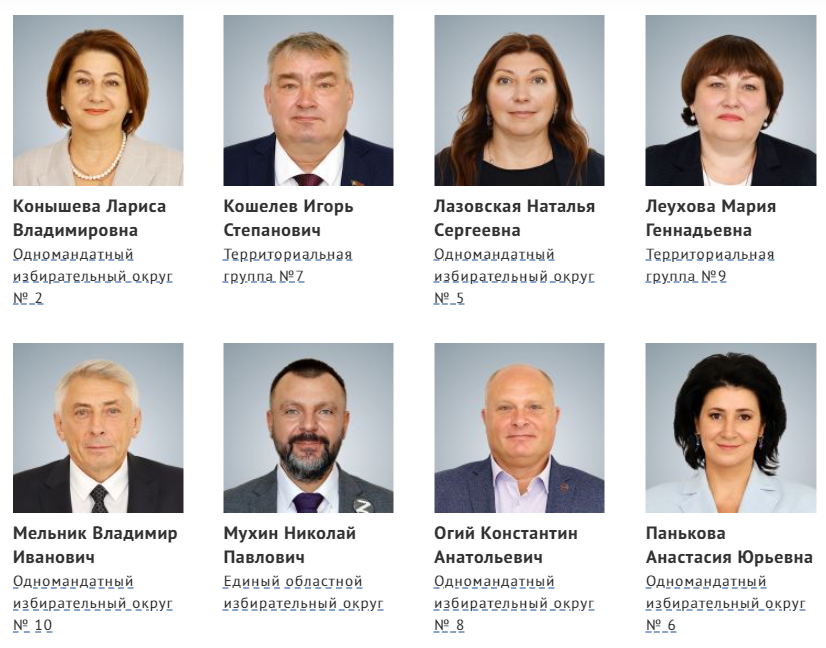 Конышева Лариса
Владимировна
Одномандатный
избирательный округ
№ 2
Кошелев Игорь
Степанович
Территориальная
группа №7
Лазовская Наталья
Сергеевна
Одномандатный
избирательный округ
№ 5
Леухова Мария
Геннадьевна
Территориальная
группа №9
Мельник Владимир
Иванович
Одномандатный
избирательный округ
№ 10
Мухин Николай
Павлович
Единый областной
избирательный округ
Огий Константин
Анатольевич
Одномандатный
избирательный округ
№ 8
Панькова
Анастасия Юрьевна
Одномандатный
избирательный округ
№ 6